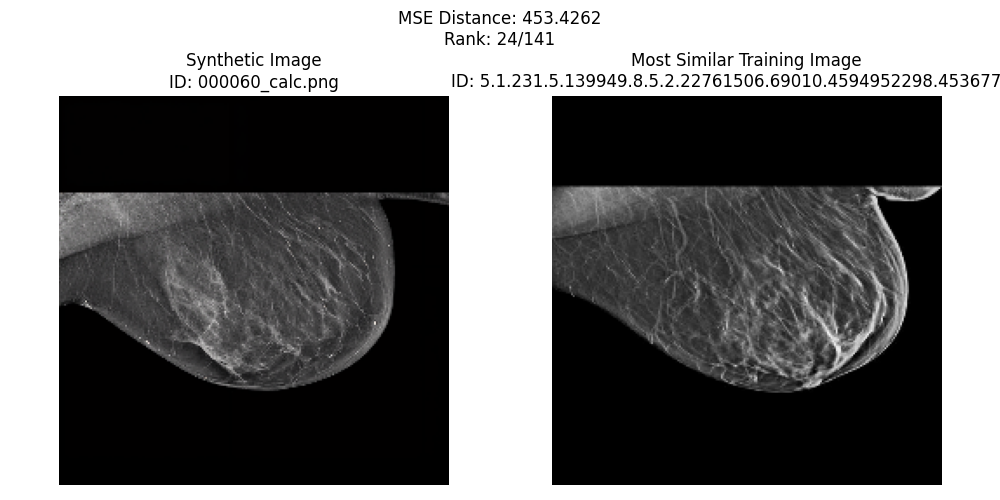 MSE Distance: 453.4262
Rank: 24/141
Synthetic Image
ID: 000060_calc.png
Most Similar Training Image
ID: 5.1.231.5.139949.8.5.2.22761506.69010.4594952298.453677